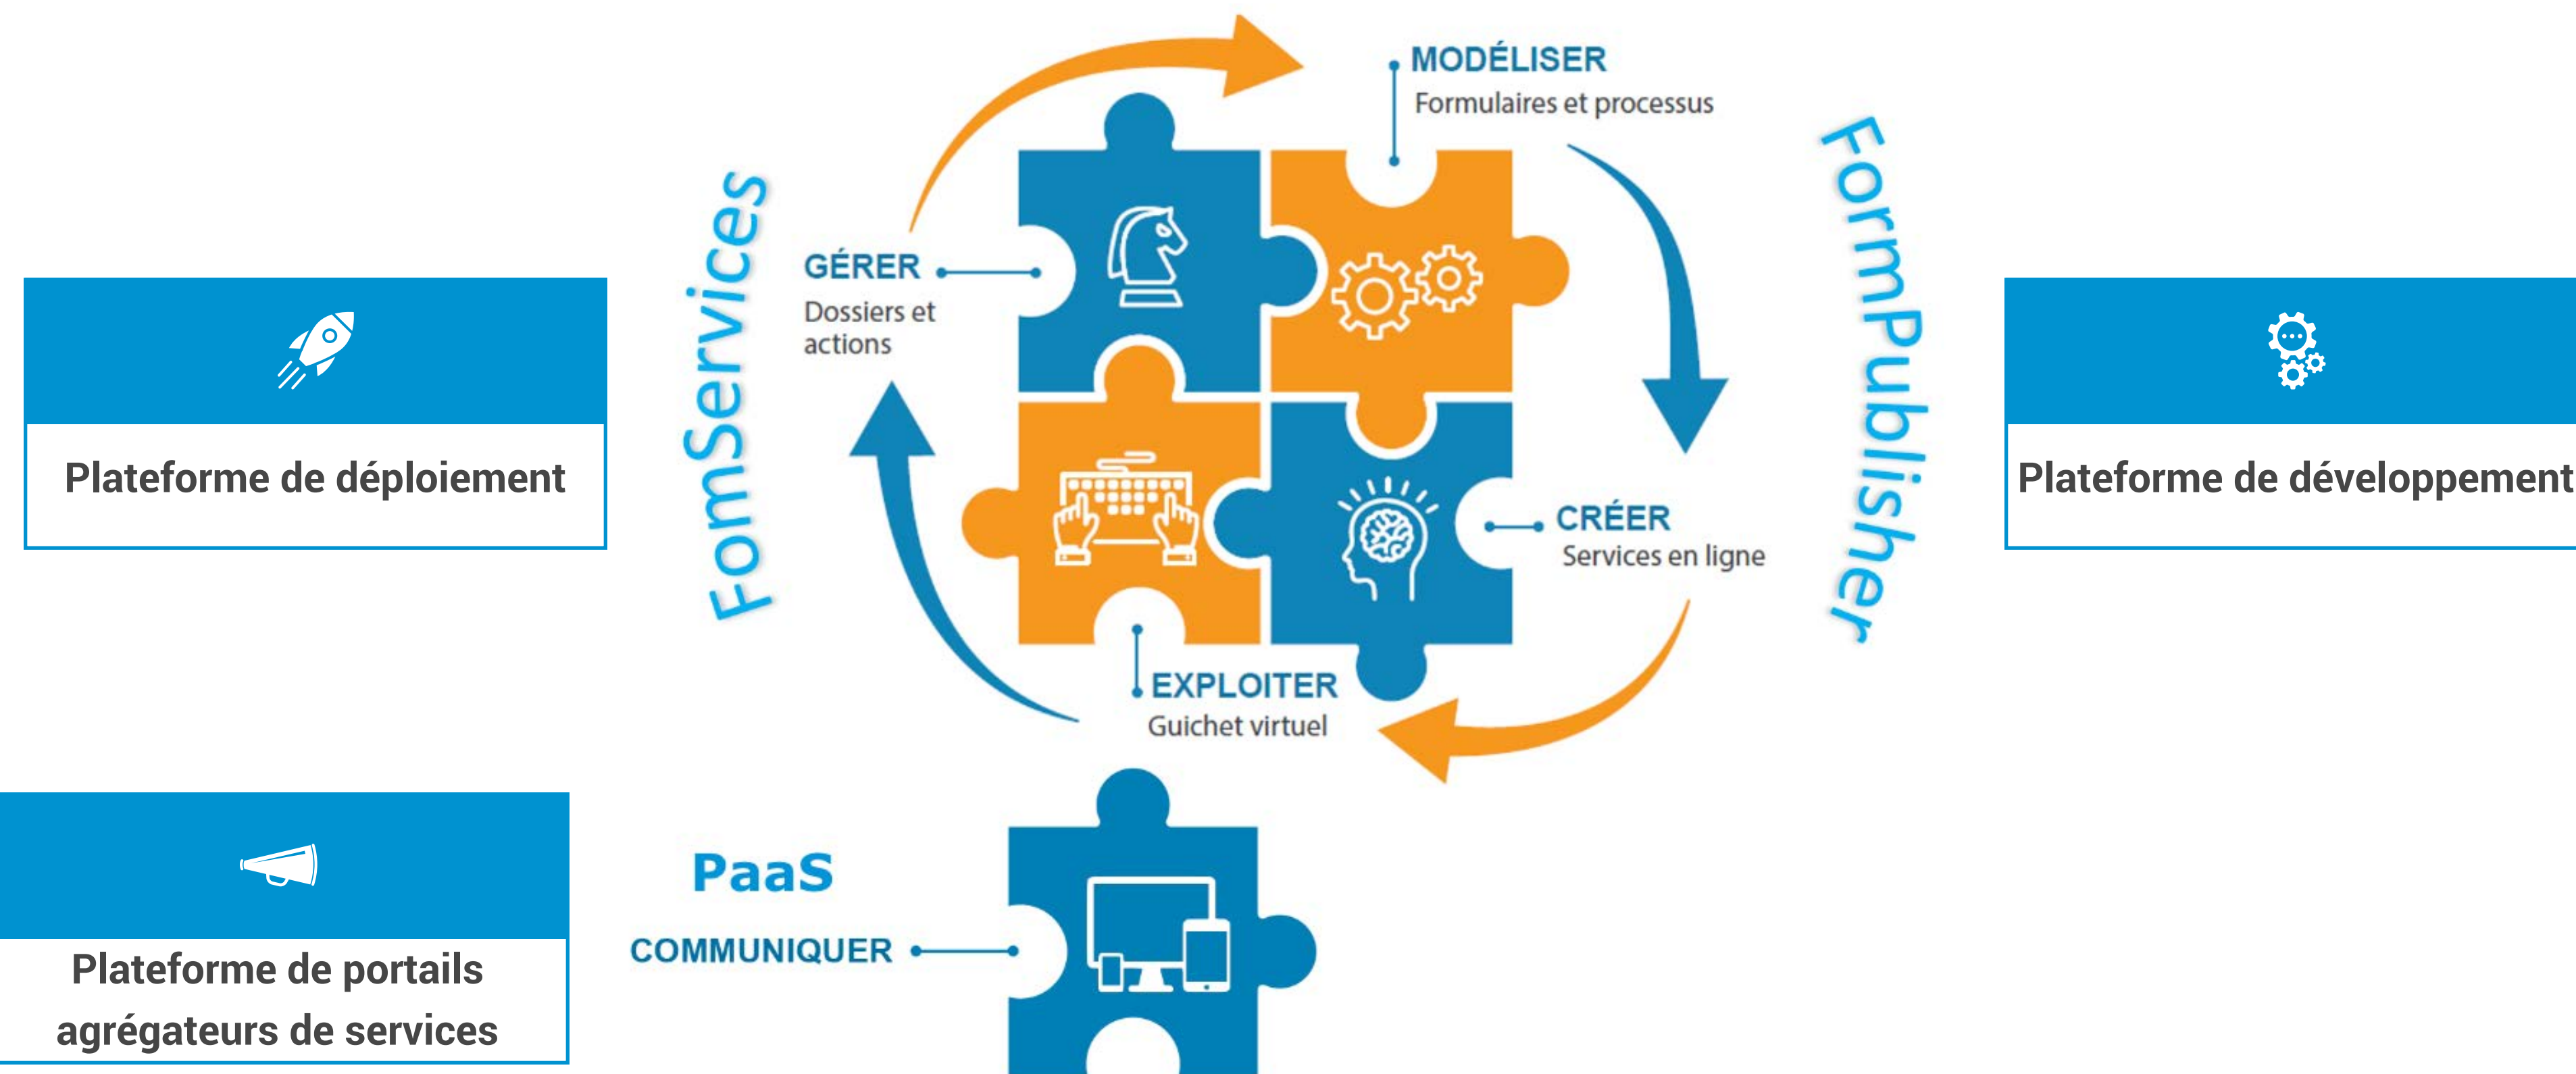 MODÉLISER
Formulaires et processus
FomServices
FormPublisher
GÉRER
Dossiers et
actions
Plateforme de déploiement
Plateforme de développement
CRÉER
Services en ligne
EXPLOITER
Guichet virtuel
PaaS
COMMUNIQUER
Plateforme de portails
agrégateurs de services